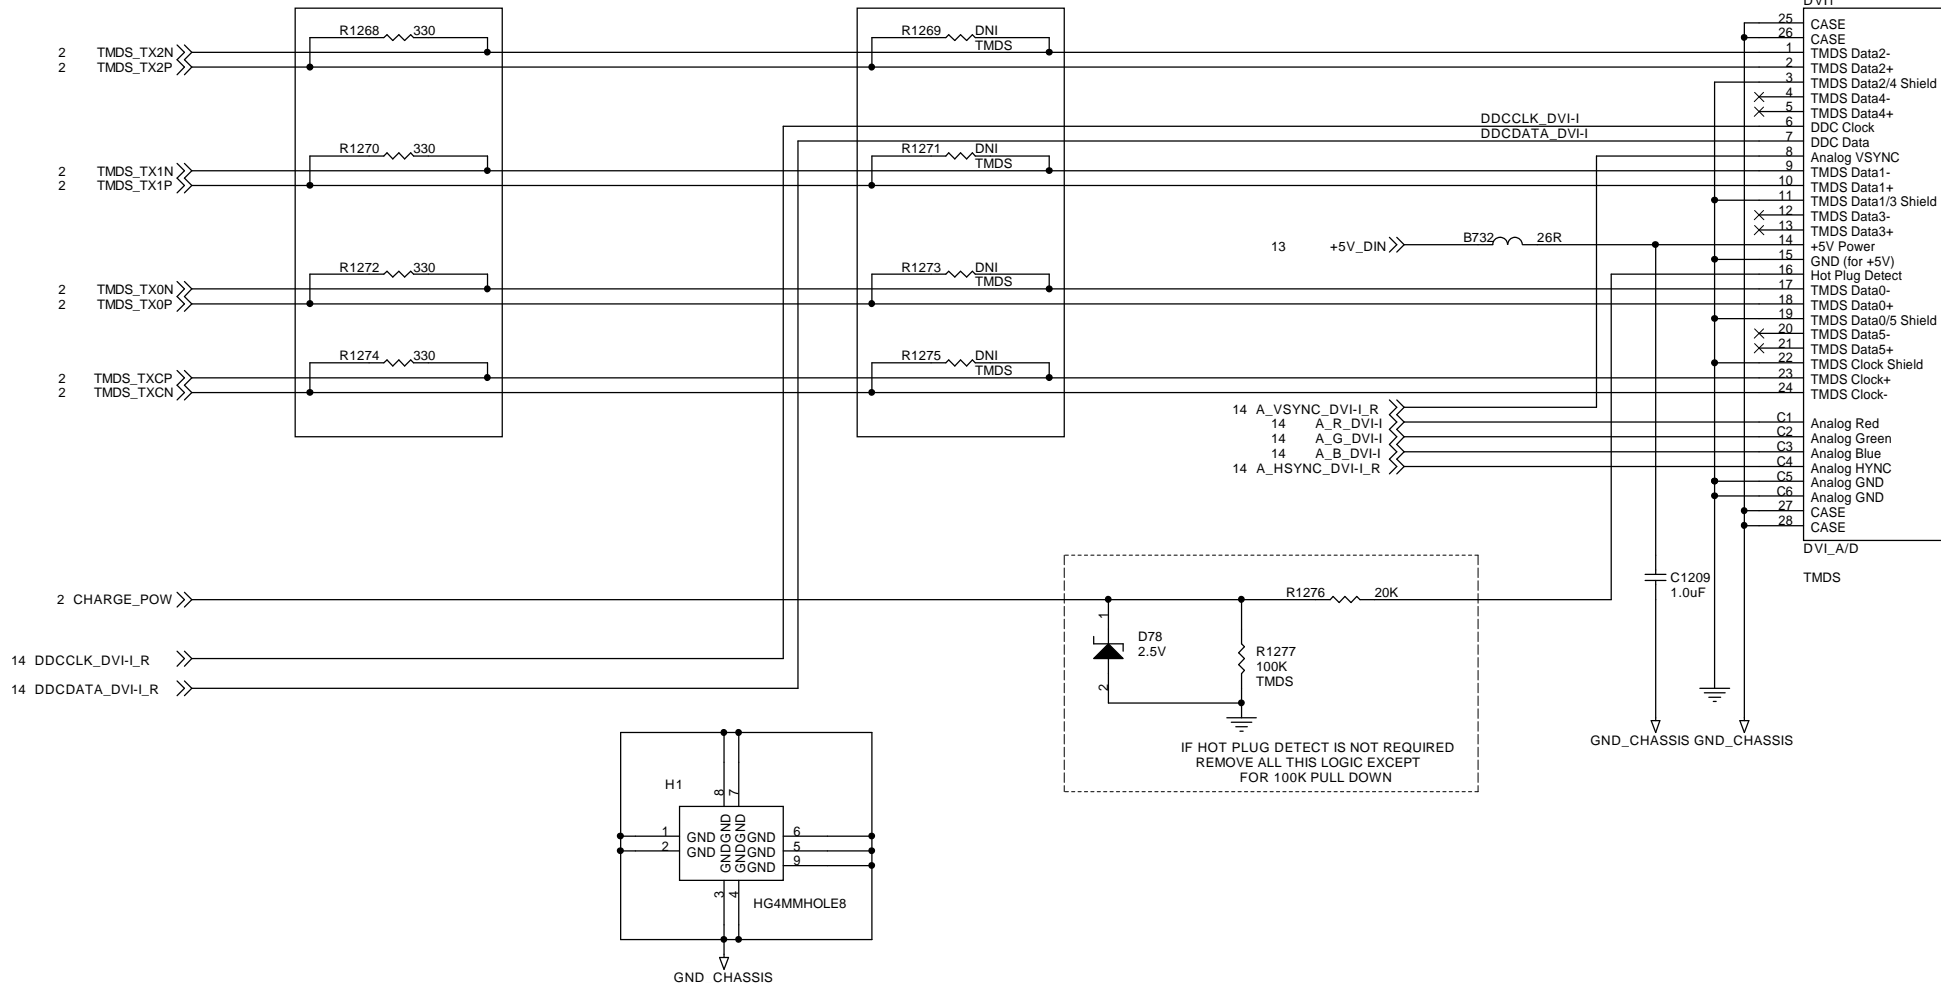 DVI1
R1268 330
2 TMDS_TX2N
2 TMDS_TX2P
R1269 DNI
TMDS
R1270 330
2 TMDS_TX1N
2 TMDS_TX1P
R1271 DNI
TMDS
DDCCLK_DVI-I
DDCDATA_DVI-I
13 +5V_DIN
B732 26R
R1272 330
2 TMDS_TX0N
2 TMDS_TX0P
R1273 DNI
TMDS
R1274 330
2 TMDS_TXCP
2 TMDS_TXCN
R1275 DNI
TMDS
14 A_VSYNC_DVI-I_R
14 A_R_DVI-I
14 A_G_DVI-I
14 A_B_DVI-I
14 A_HSYNC_DVI-I_R
25 CASE
26 CASE
1 TMDS Data2-
2 TMDS Data2+
3 TMDS Data2/4 Shield
4 TMDS Data4-
5 TMDS Data4+
6 DDC Clock
7 DDC Data
8 Analog VSYNC
9 TMDS Data1-
10 TMDS Data1+
11 TMDS Data1/3 Shield
12 TMDS Data3-
13 TMDS Data3+
14 +5V Power
15 GND (for +5V)
16 Hot Plug Detect
17 TMDS Data0-
18 TMDS Data0+
19 TMDS Data0/5 Shield
20 TMDS Data5-
21 TMDS Data5+
22 TMDS Clock Shield
23 TMDS Clock+
24 TMDS Clock-
C1 Analog Red
C2 Analog Green
C3 Analog Blue
C4 Analog HYNC
C5 Analog GND
C6 Analog GND
27 CASE
28 CASE
DVI_A/D
TMDS
C1209
1.0uF
2 CHARGE_POW
R1276 20K
1
D78
2.5V
2
R1277
100K
TMDS
14 DDCCLK_DVI-I_R
14 DDCDATA_DVI-I_R
GND_CHASSIS GND_CHASSIS
IF HOT PLUG DETECT IS NOT REQUIRED
REMOVE ALL THIS LOGIC EXCEPT
FOR 100K PULL DOWN
H1
8 7
GND GND
1 GND
2 GND
GND 6
GND 5
GND 9
GND GND
3 4
HG4MMHOLE8
GND_CHASSIS